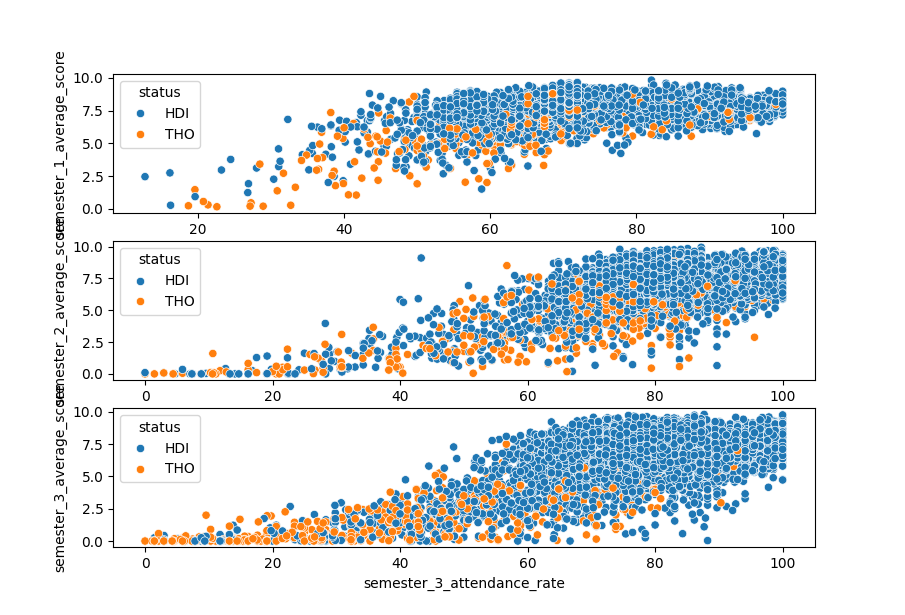 semester_1_average_score
10.0
7.5
5.0
2.5
0.0
status
HDI
THO
20 40 60 80 100
semester_2_average_score
10.0
7.5
5.0
2.5
0.0
status
HDI
THO
0 20 40 60 80 100
semester_3_average_score
10.0
7.5
5.0
2.5
0.0
status
HDI
THO
0 20 40 60 80 100
semester_3_attendance_rate